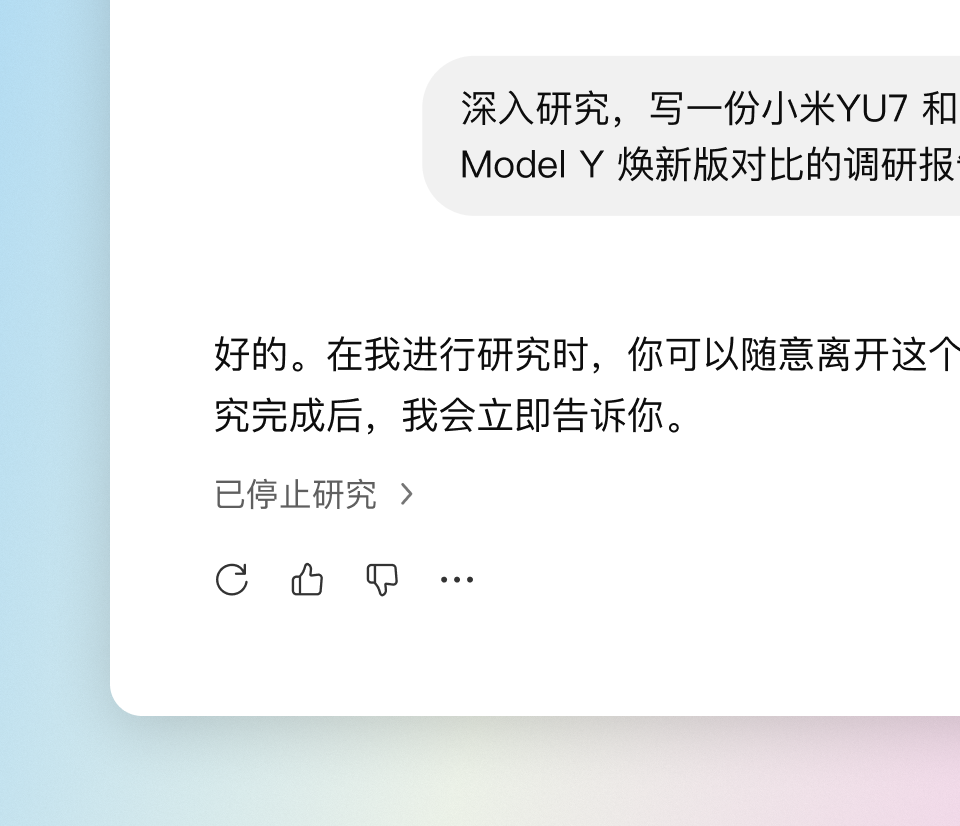 深入研究，写一份小米YU7 和
Model Y 焕新版对比的调研报
好的。在我进行研究时，你可以随意离开这个
究完成后，我会立即告诉你。
已停止研究